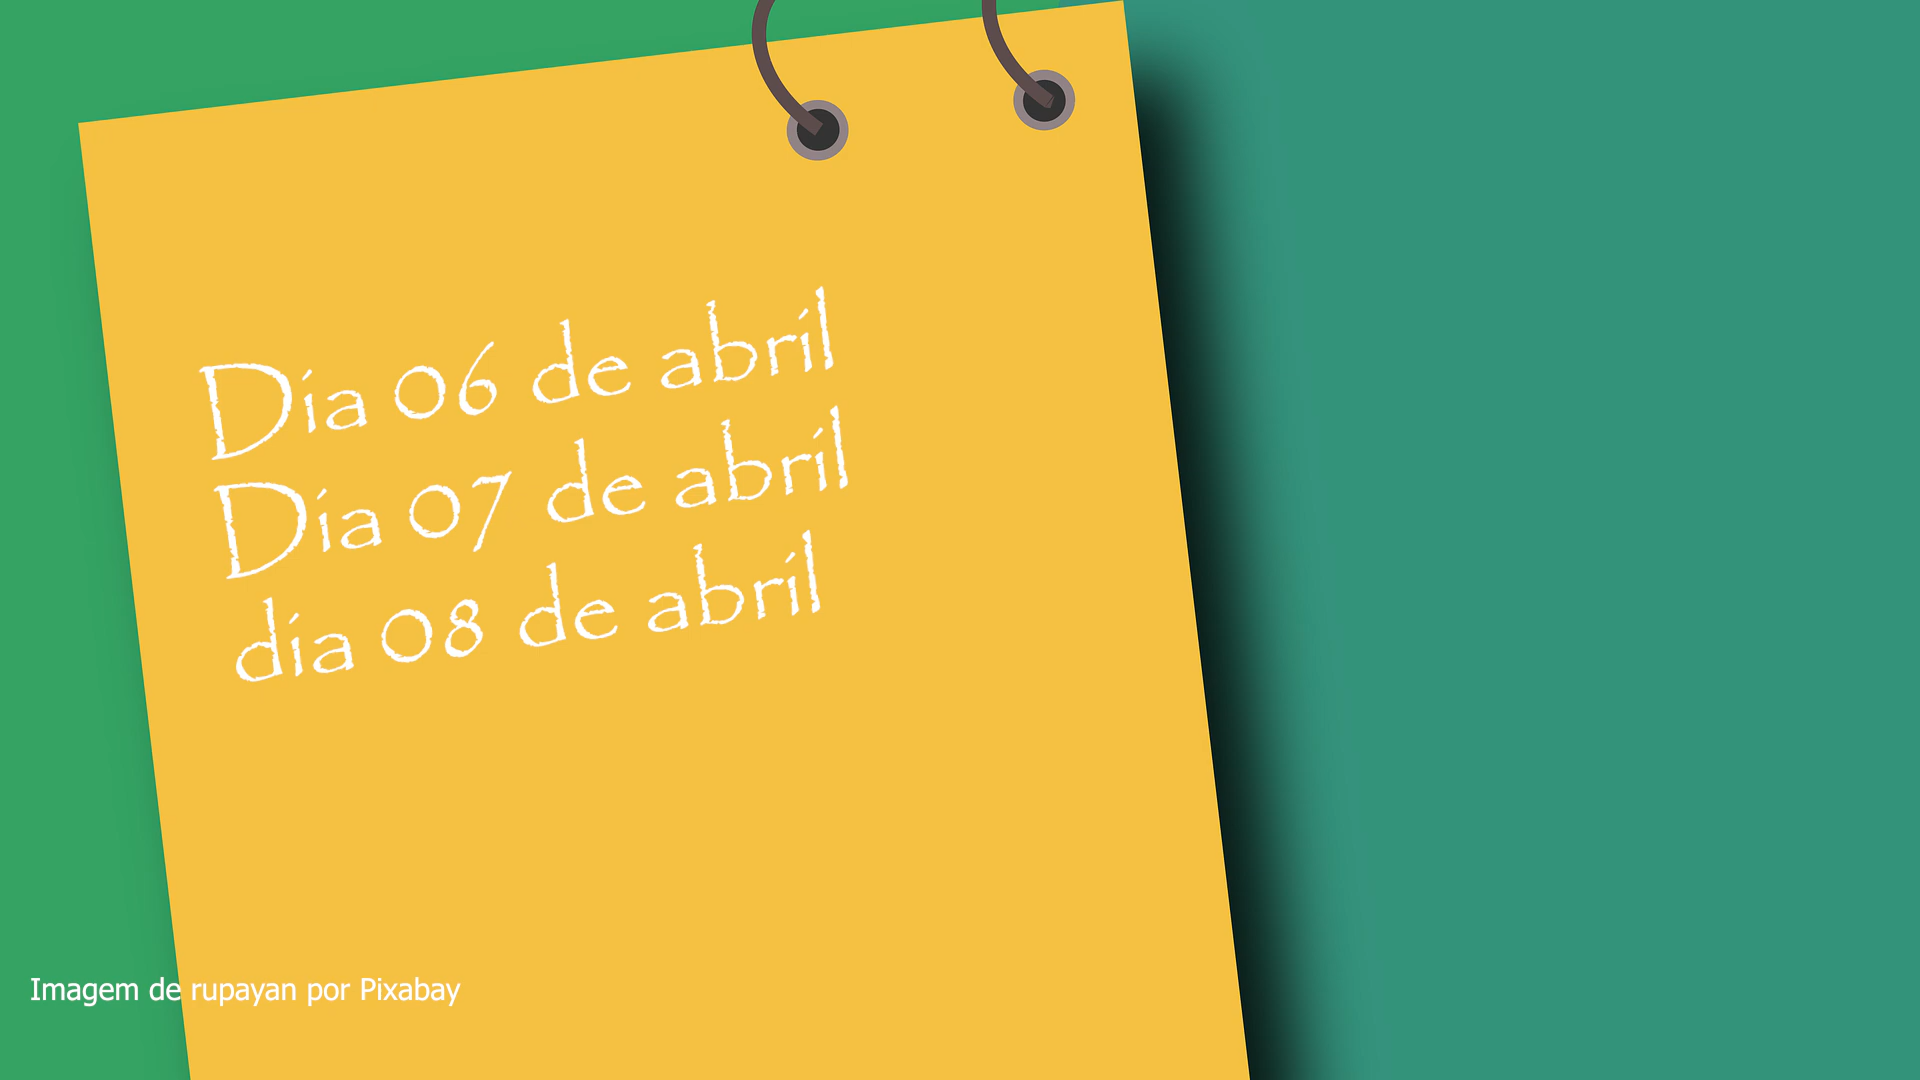 Dia 06 de abril
Dia 07 de abril
dia 08 de abril
Imagem de rupayan por Pixabay